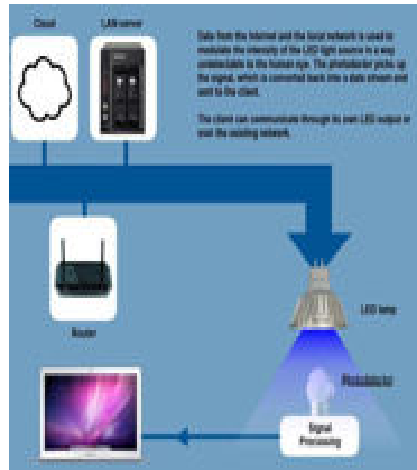 Cloud
LAN server
Data from the internet and the local network is used to
modulate the intensity of the LED light source in a way
undetectable to the human eye. The photodetector picks up
the signal, which is converted back into a data stream and
sent to the client.
The client can communicate through its own LED output or
over the existing network.
Router
LED lamp
Photodetector
Signal
Processing